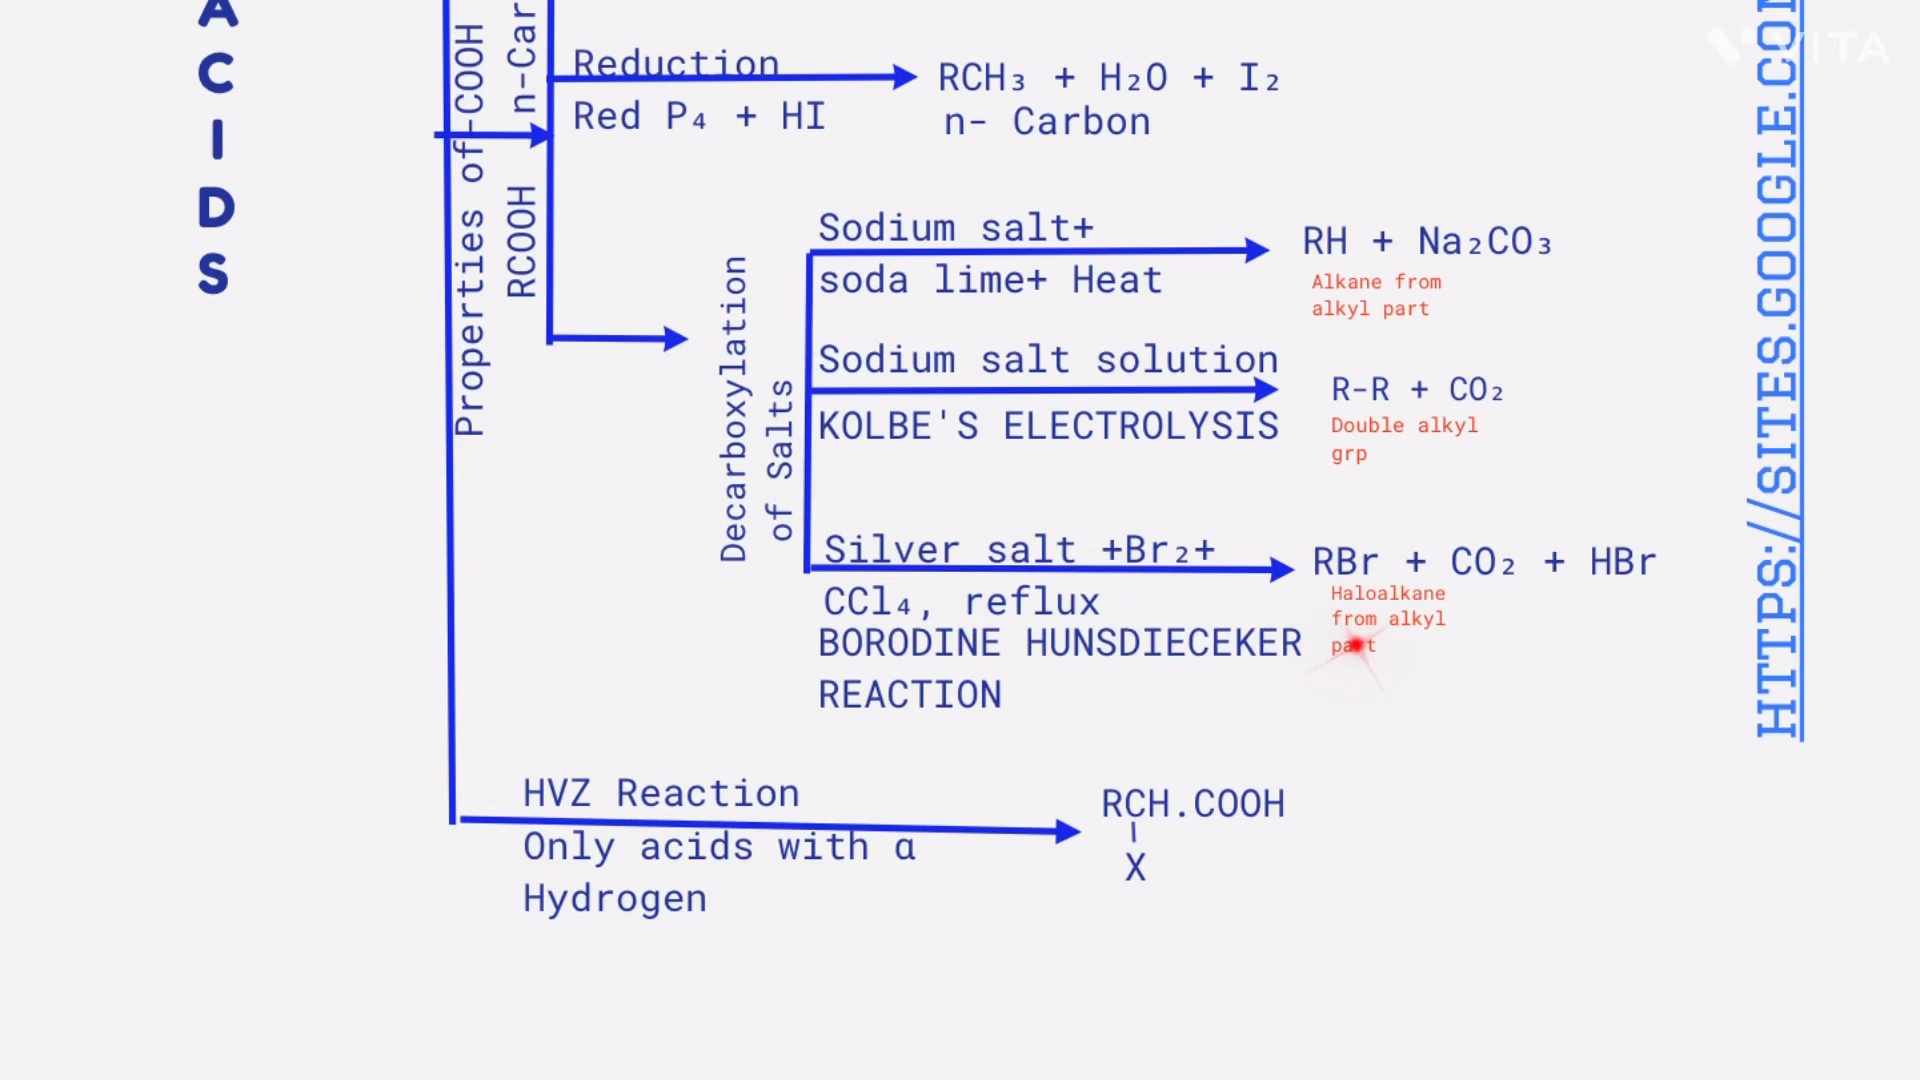 A
C
I
D
S
Properties of -COOH
RCOOH n-Car
Reduction
Red P₄ + HI
RCH₃ + H₂O + I₂
n- Carbon
Decarboxylation
of Salts
Sodium salt+
soda lime+ Heat
RH + Na₂CO₃
Alkane from
alkyl part
Sodium salt solution
KOLBE'S ELECTROLYSIS
R-R + CO₂
Double alkyl
grp
Silver salt +Br₂+
CCl₄, reflux
BORODINE HUNSDIECEKER
REACTION
RBr + CO₂ + HBr
Haloalkane
from alkyl
part
HVZ Reaction
Only acids with α
Hydrogen
RCH.COOH
X
HTTPS://SITES.GOOGLE.COM
VITA